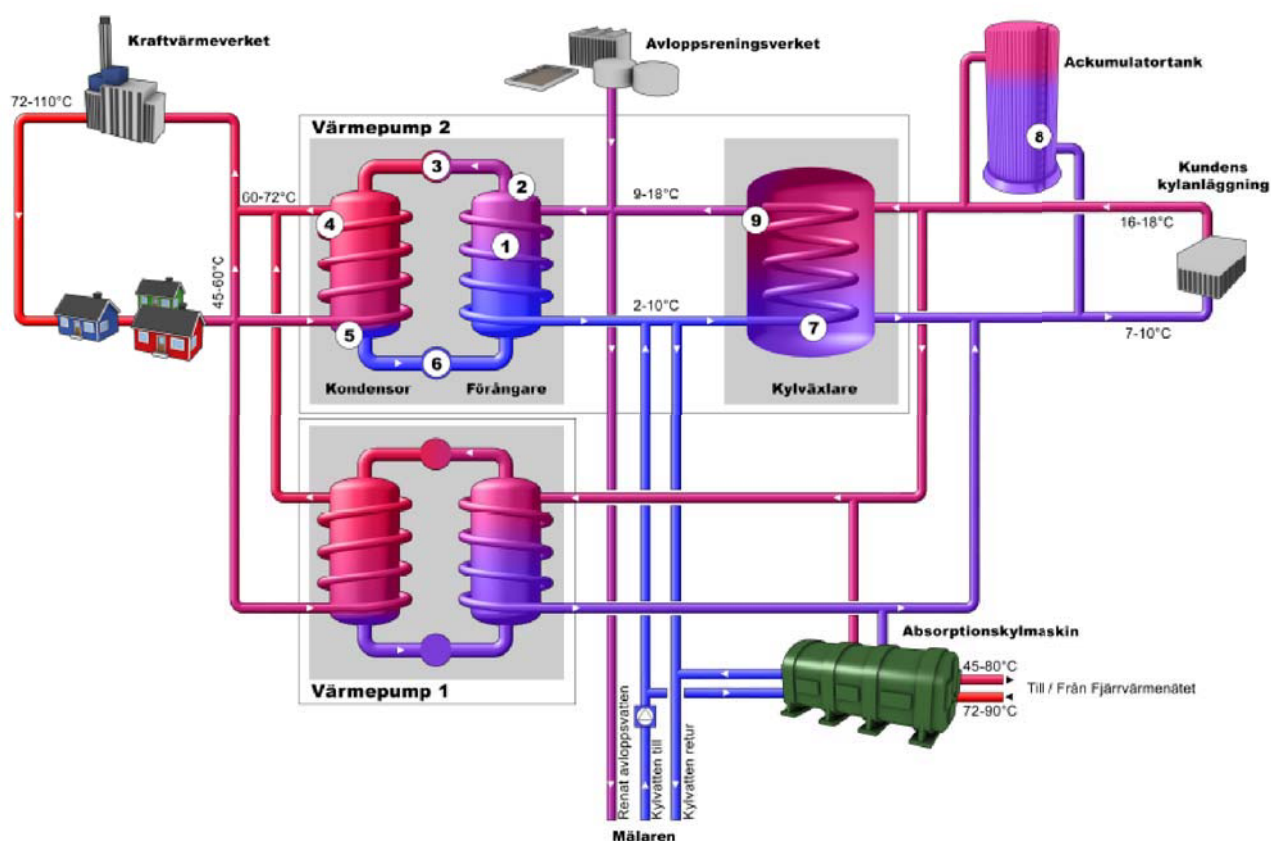 Kraftvärmeverket
Avloppsreningsverket
Ackumulatortank
72-110°C
Värmepump 2
8
3
2
Kundens
kylanläggning
60-72°C
9-18°C
4
9
16-18°C
1
45-60°C
2-10°C
5
7
7-10°C
6
Kondensor
Förångare
Kylväxlare
Absorptionskylmaskin
45-80°C
Till / Från Fjärrvärmenätet
72-90°C
Värmepump 1
Renat avloppsvatten
Kylvatten till
Kylvatten retur
Mälaren